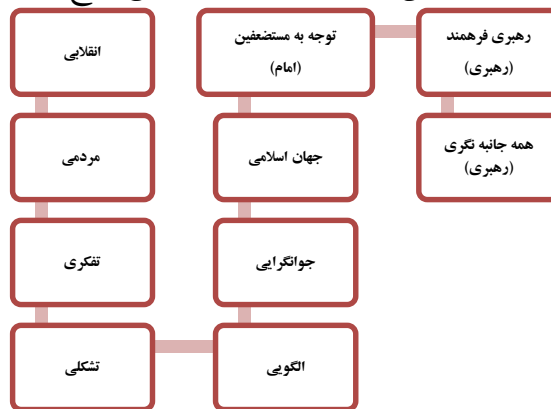 انقلابی
مردمی
تفکری
تشکلی
الگویی
جوانگرایی
جهان اسلامی
توجه به مستضعفین
(امام)
رهبری فرهمند
(رهبری)
همه جانبه نگری
(رهبری)